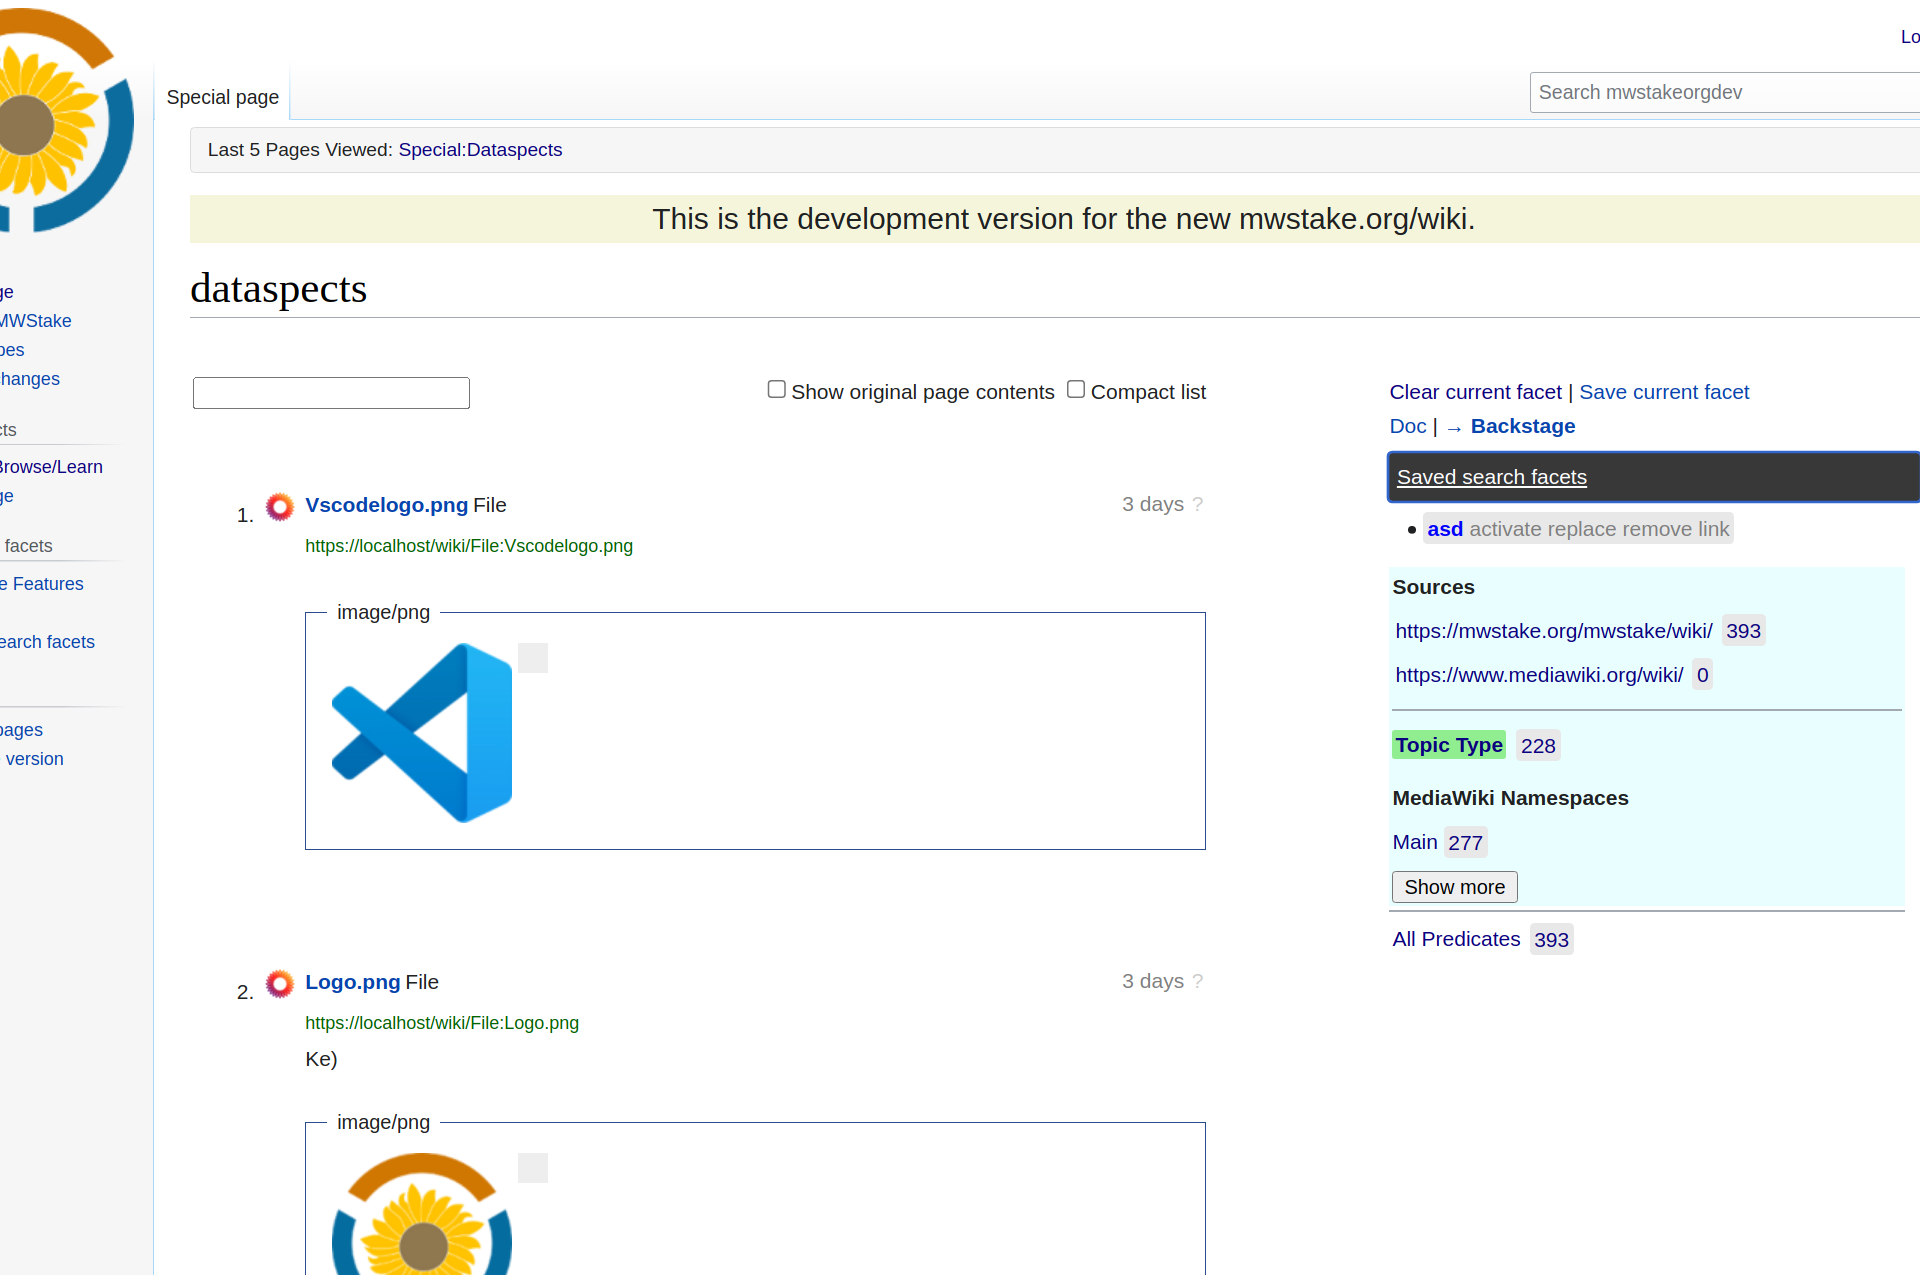 Lo
Special page
Search mwstakeorgdev
Last 5 Pages Viewed: Special:Dataspects
This is the development version for the new mwstake.org/wiki.
dataspects
ge
MWStake
pes
changes
cts
Browse/Learn
ge
facets
e Features
earch facets
pages
version
Show original page contents
Compact list
1. Vscodelogo.png File 3 days ?
https://localhost/wiki/File:Vscodelogo.png
image/png
2. Logo.png File 3 days ?
https://localhost/wiki/File:Logo.png
Ke)
image/png
Clear current facet | Save current facet
Doc | → Backstage
Saved search facets
• asd activate replace remove link
Sources
https://mwstake.org/mwstake/wiki/ 393
https://www.mediawiki.org/wiki/ 0
Topic Type 228
MediaWiki Namespaces
Main 277
Show more
All Predicates 393